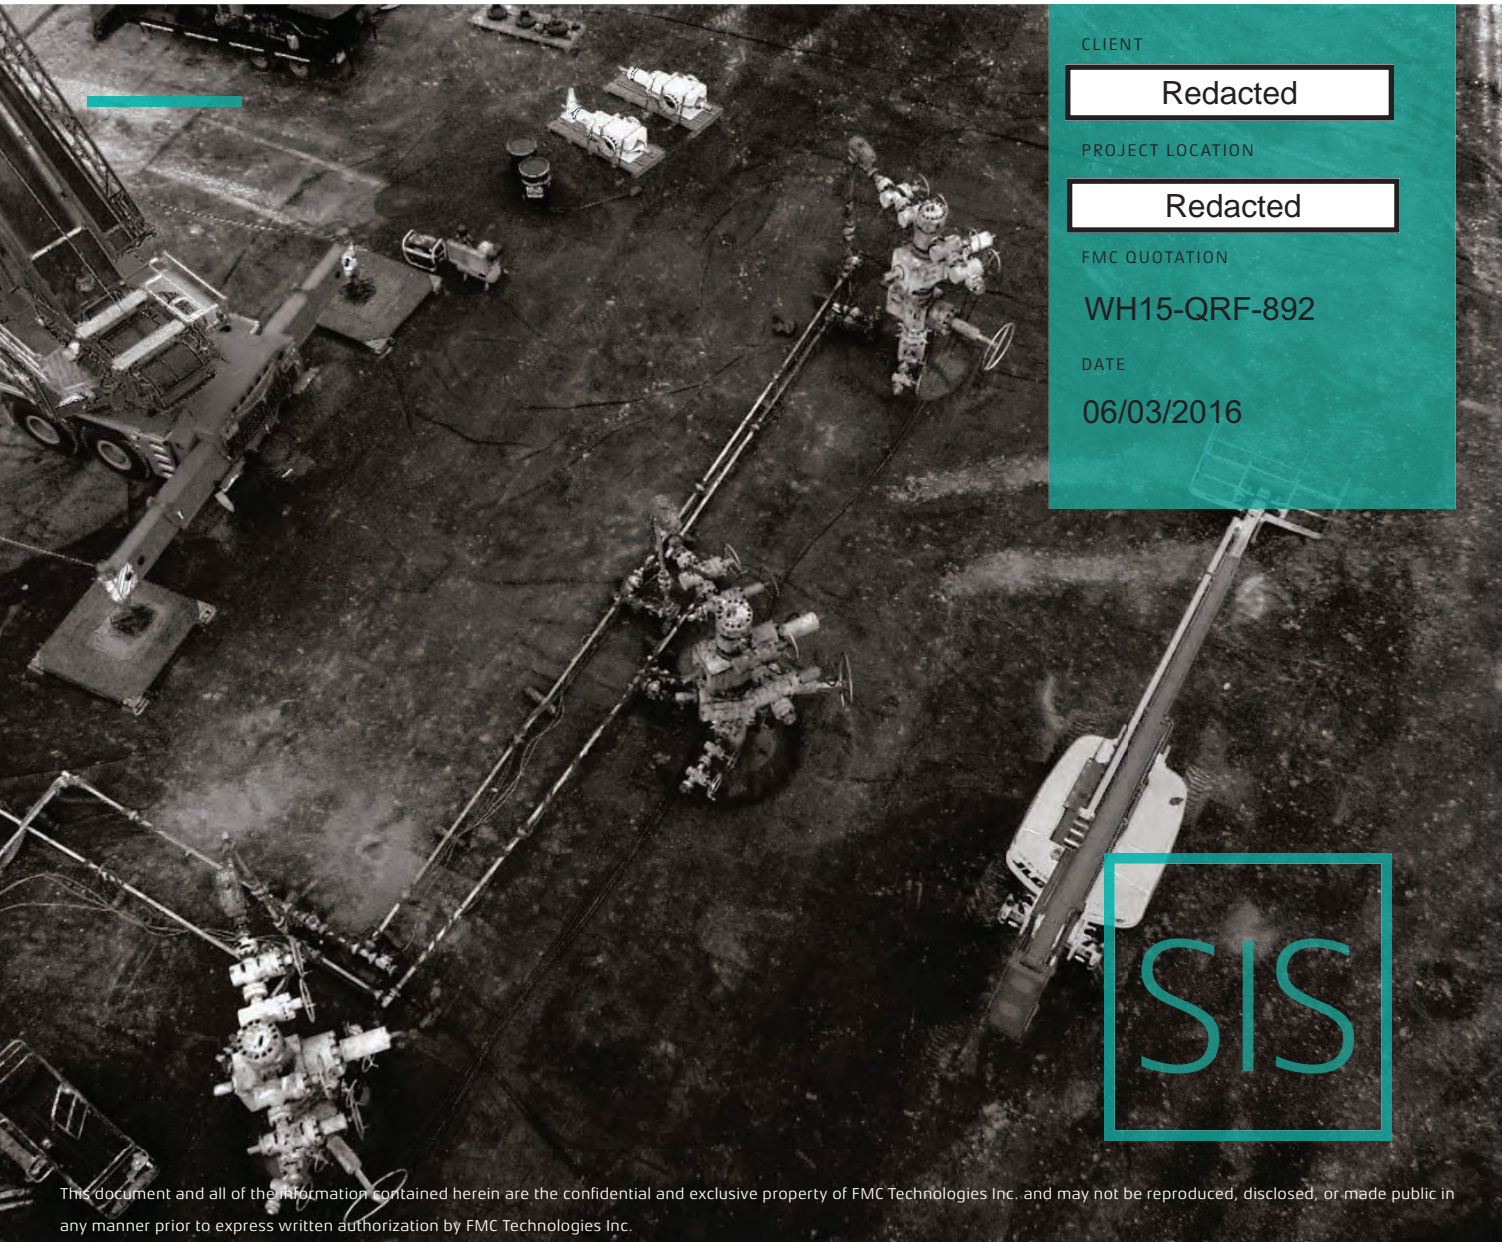 CLIENT
Redacted
PROJECT LOCATION
Redacted
FMC QUOTATION
WH15-QRF-892
DATE
06/03/2016
SIS
This document and all of the information contained herein are the confidential and exclusive property of FMC Technologies Inc. and may not be reproduced, disclosed, or made public in
any manner prior to express written authorization by FMC Technologies Inc.